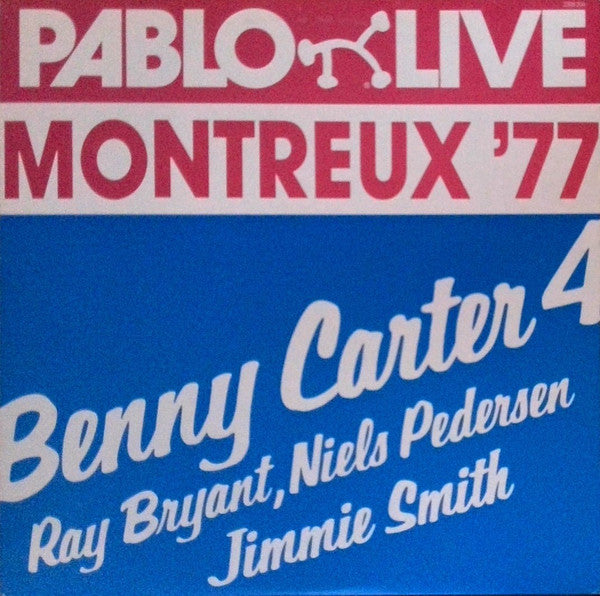 PABLO LIVE
MONTREUX '77
Benny Carter 4
Ray Bryant, Niels Pedersen
Jimmie Smith